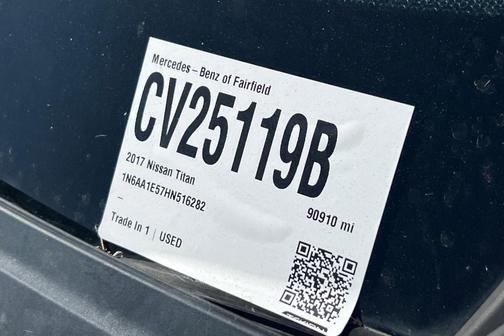 Mercedes-Benz of Fairfield
CV25119B
2017 Nissan Titan
1N6AA1E57HN516282
90910 mi
–
Trade In 1 | USED